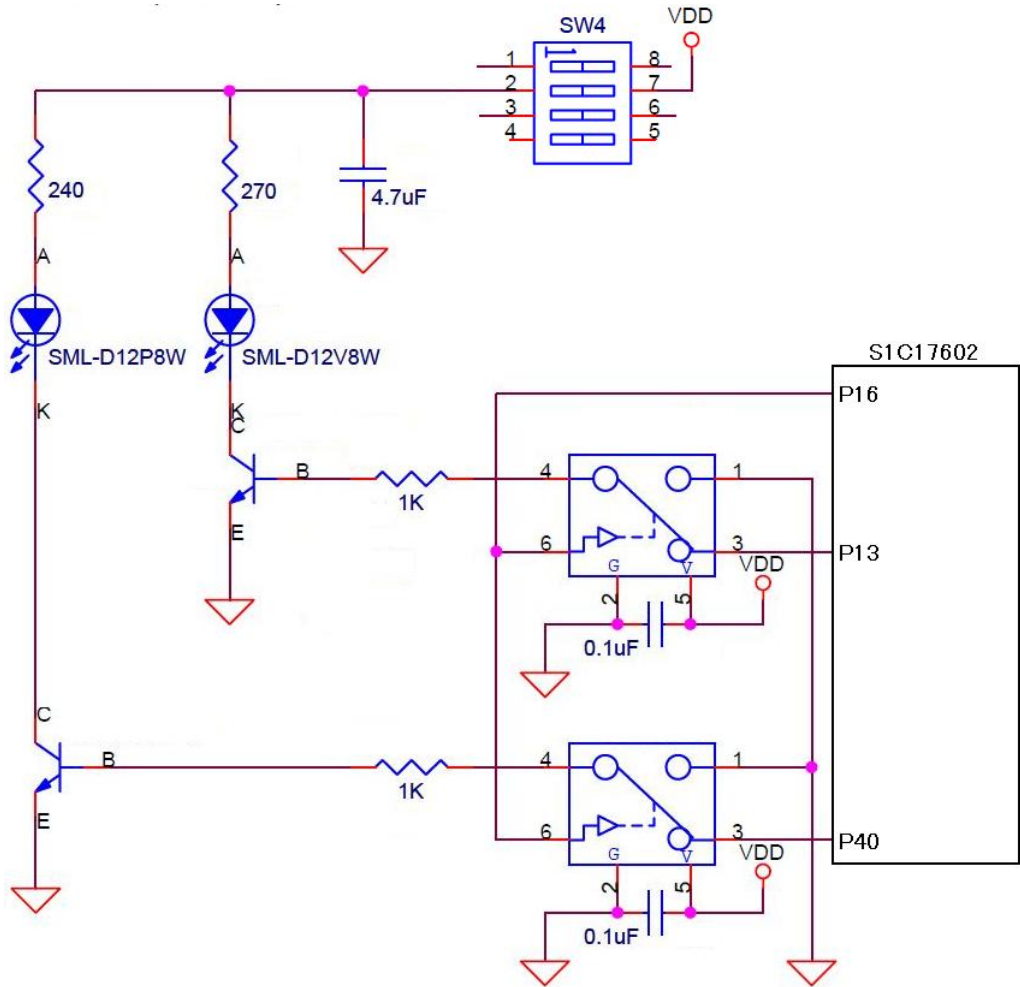 VDD
SW4
1 8
2 7
3 6
4 5
240 270 4.7uF
A A
SML-D12P8W SML-D12V8W
S1C17602
K K
C
P16
B 1K 4 1
E 6 3 P13
G V VDD
2 5
0.1uF
C
B 1K 4 1
E 6 3 P40
G V VDD
2 5
0.1uF